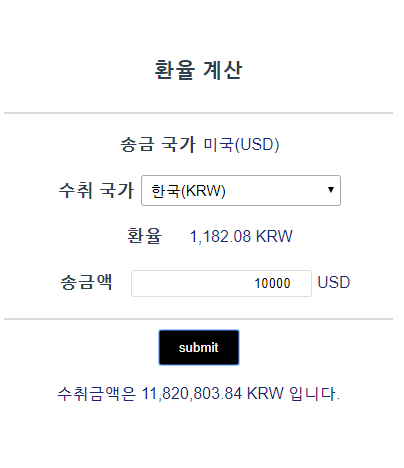 환율 계산
송금 국가 미국(USD)
수취 국가 한국(KRW)
환율 1,182.08 KRW
송금액 10000 USD
submit
수취금액은 11,820,803.84 KRW 입니다.